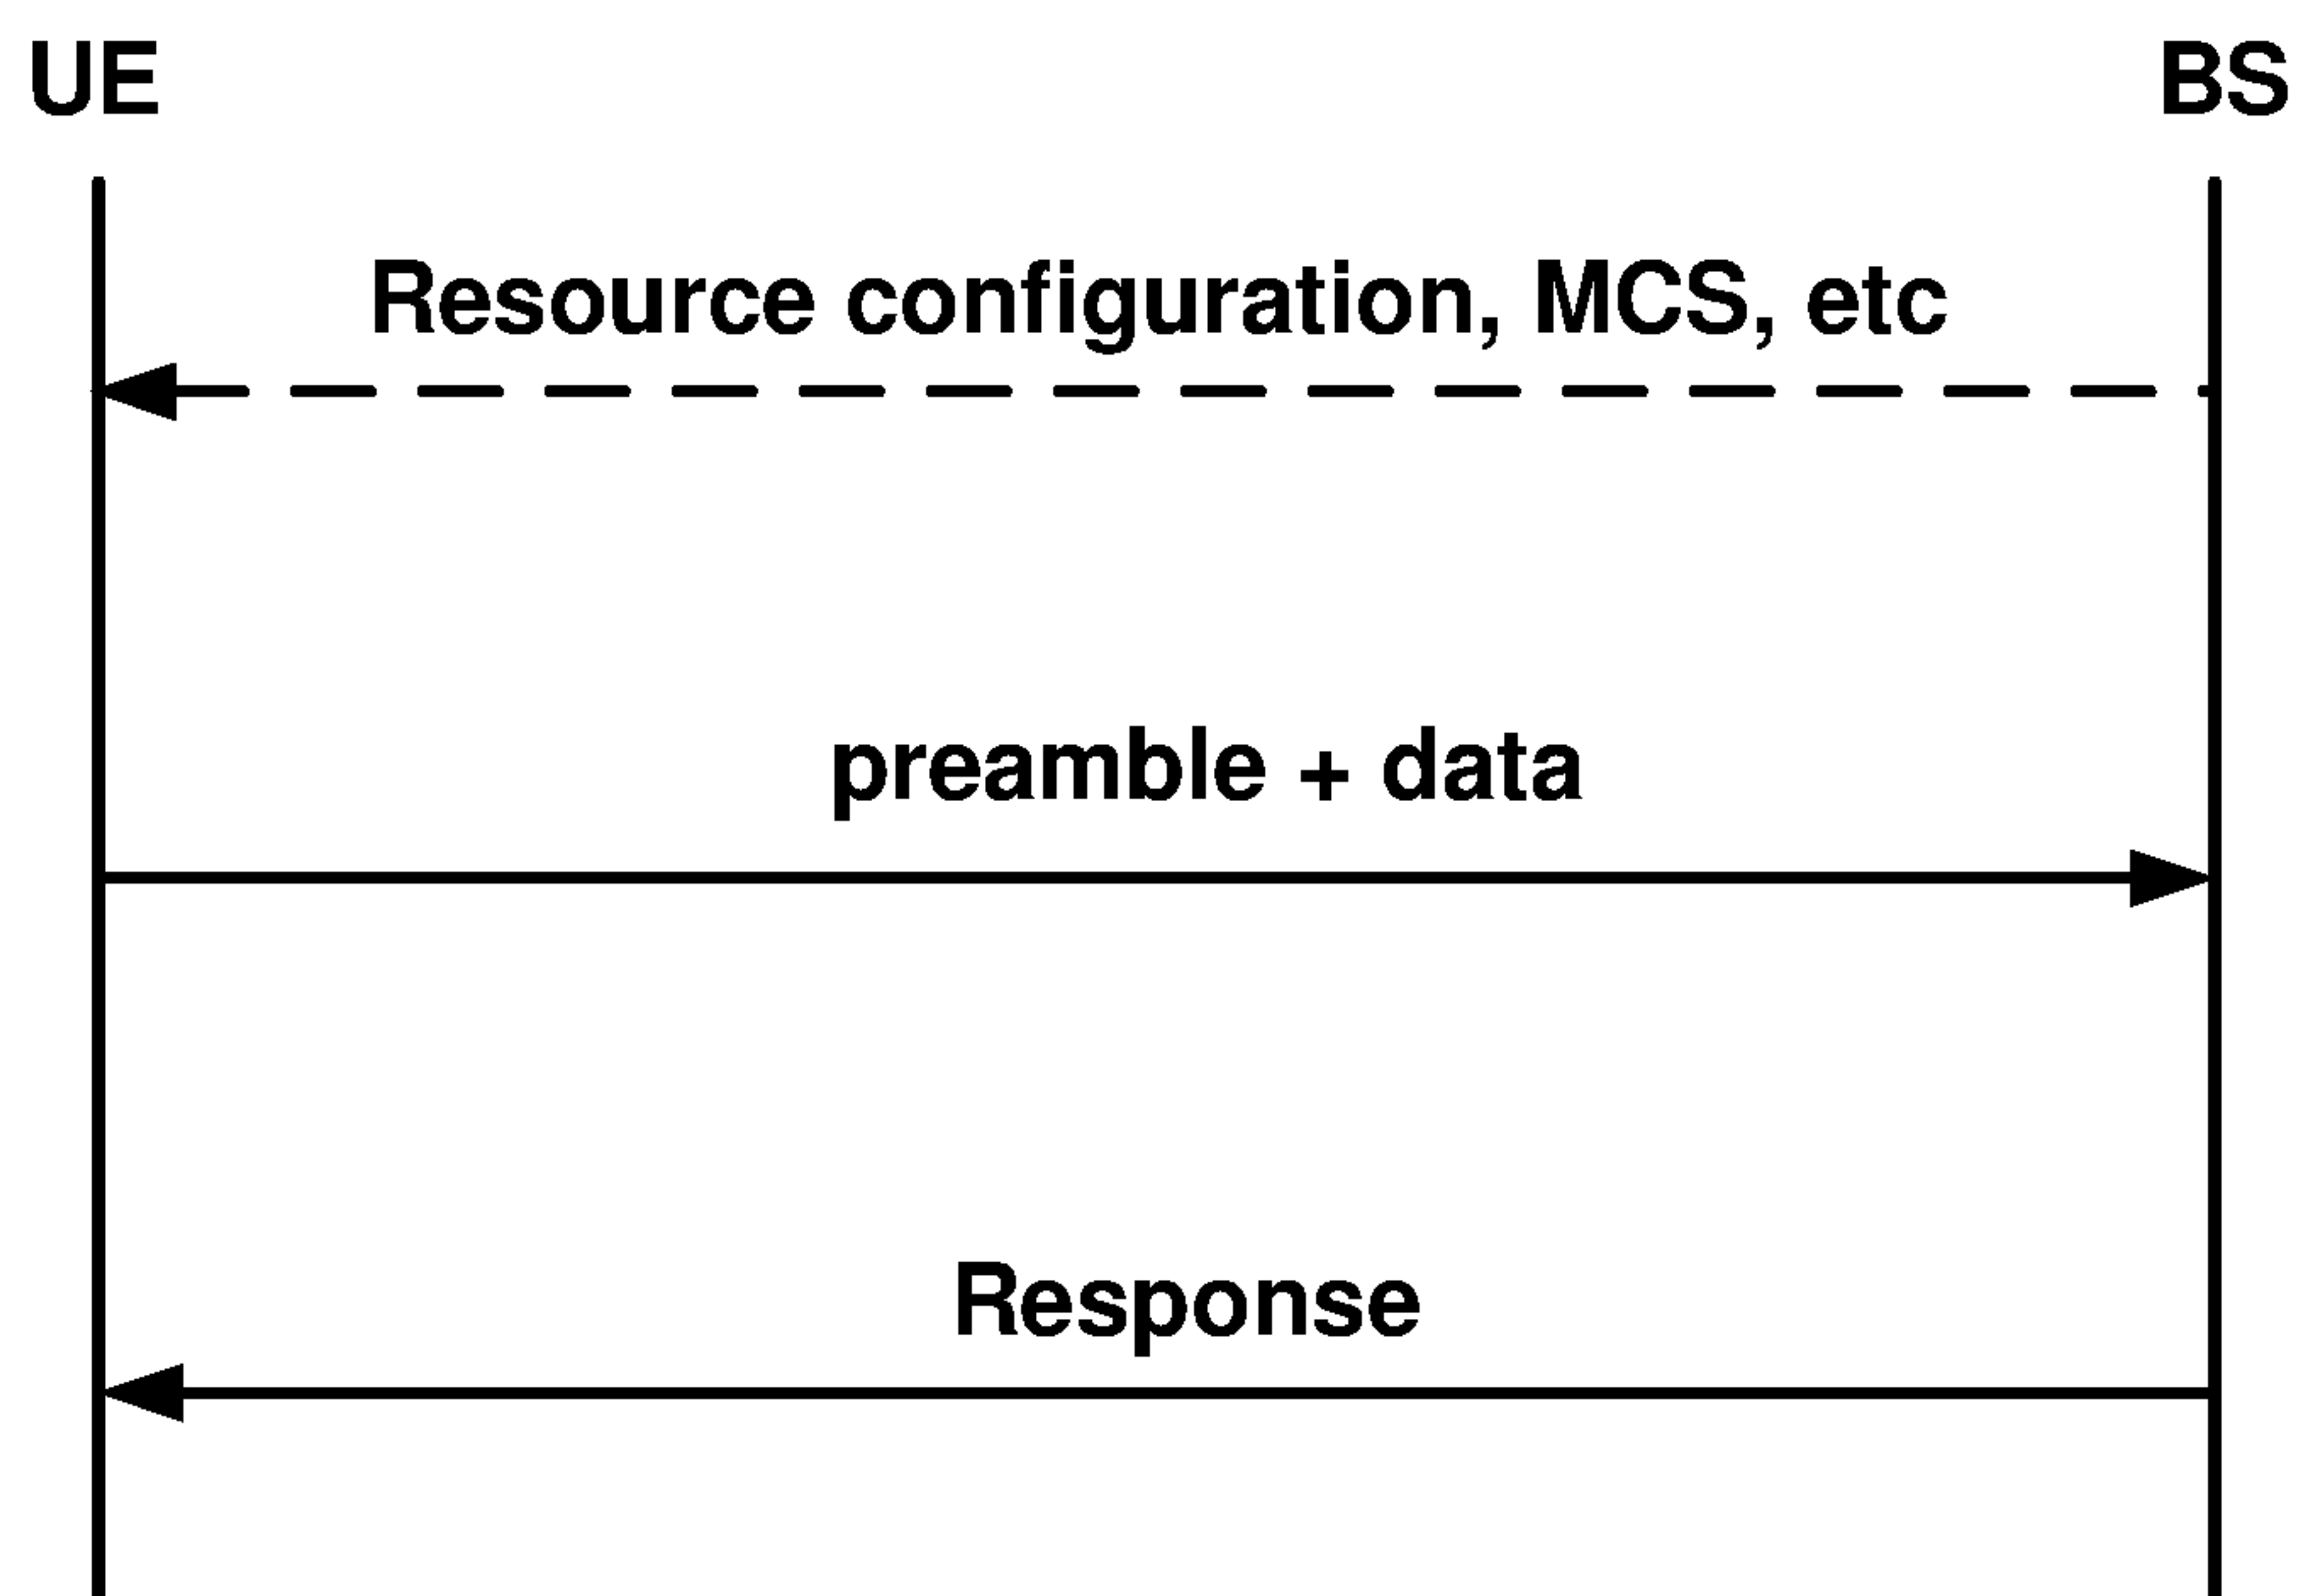 UE BS
Resource configuration, MCS, etc
preamble + data
Response